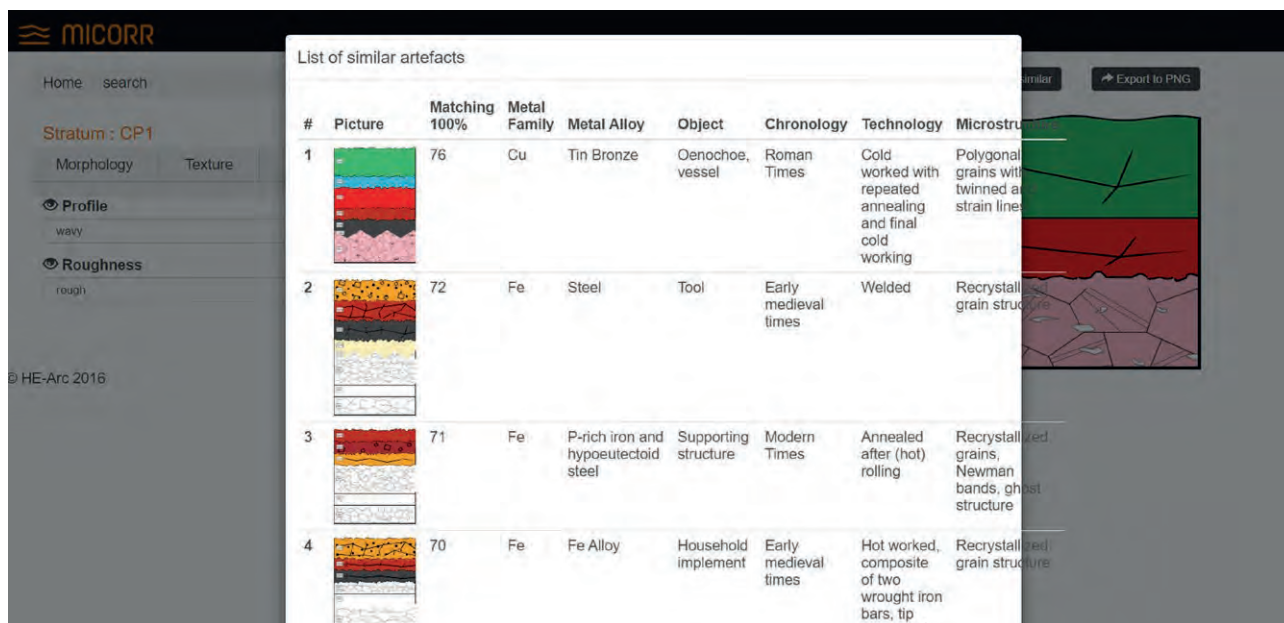 MICORR
List of similar artefacts
Home search
similar
Export to PNG
Stratum : CP1
Morphology Texture
Profile
wavy
Roughness
rough
© HE-Arc 2016
# Picture Matching 100% Metal Family Metal Alloy Object Chronology Technology Microstructure
1 76 Cu Tin Bronze Oenochoe, vessel Roman Times Cold worked with repeated annealing and final cold working Polygonal grains with twinned and strain lines
2 72 Fe Steel Tool Early medieval times Welded Recrystallized grain structure
3 71 Fe P-rich iron and hypoeutectoid steel Supporting structure Modern Times Annealed after (hot) rolling Recrystallized grains, Newman bands, ghost structure
4 70 Fe Fe Alloy Household implement Early medieval times Hot worked, composite of two wrought iron bars, tip Recrystallized grain structure